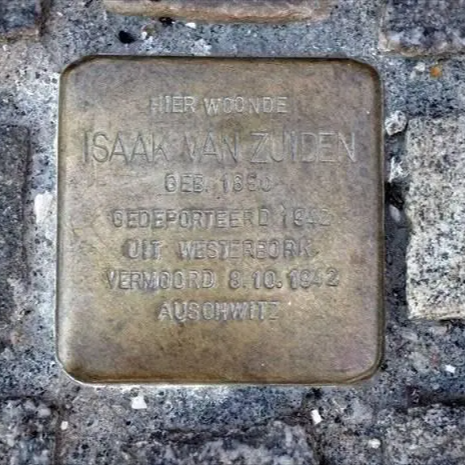 HIER WOONDE
ISAAK VAN ZUIDEN
GEB.
GEDEPORTEERD 1942
UIT WESTERBORK
VERMOORD 8.10.1942
AUSCHWITZ